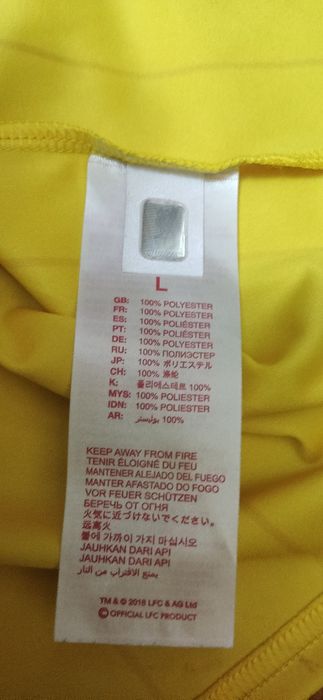 L
GB: 100% POLYESTER
FR: 100% POLYESTER
ES: 100% POLIÉSTER
PT: 100% POLIÉSTER
DE: 100% POLYESTER
RU: 100% ПОЛИЭСТЕР
JP: 100% ポリエステル
CH: 100% 涤纶
K: 폴리에스테르 100%
MYS: 100% POLIESTER
IDN: 100% POLIESTER
AR: 100% بوليستر
KEEP AWAY FROM FIRE
TENIR ÉLOIGNÉ DU FEU
MANTENER ALEJADO DEL FUEGO
MANTER AFASTADO DO FOGO
VOR FEUER SCHÜTZEN
БЕРЕЧЬ ОТ ОГНЯ
火気に近づけないでください。
远离火
불에 가까이 가지 마십시오
JAUHKAN DARI API
JAUHKAN DARI API
يمنع الاقتراب من النار
TM & © 2018 LFC & AG Ltd
© OFFICIAL LFC PRODUCT